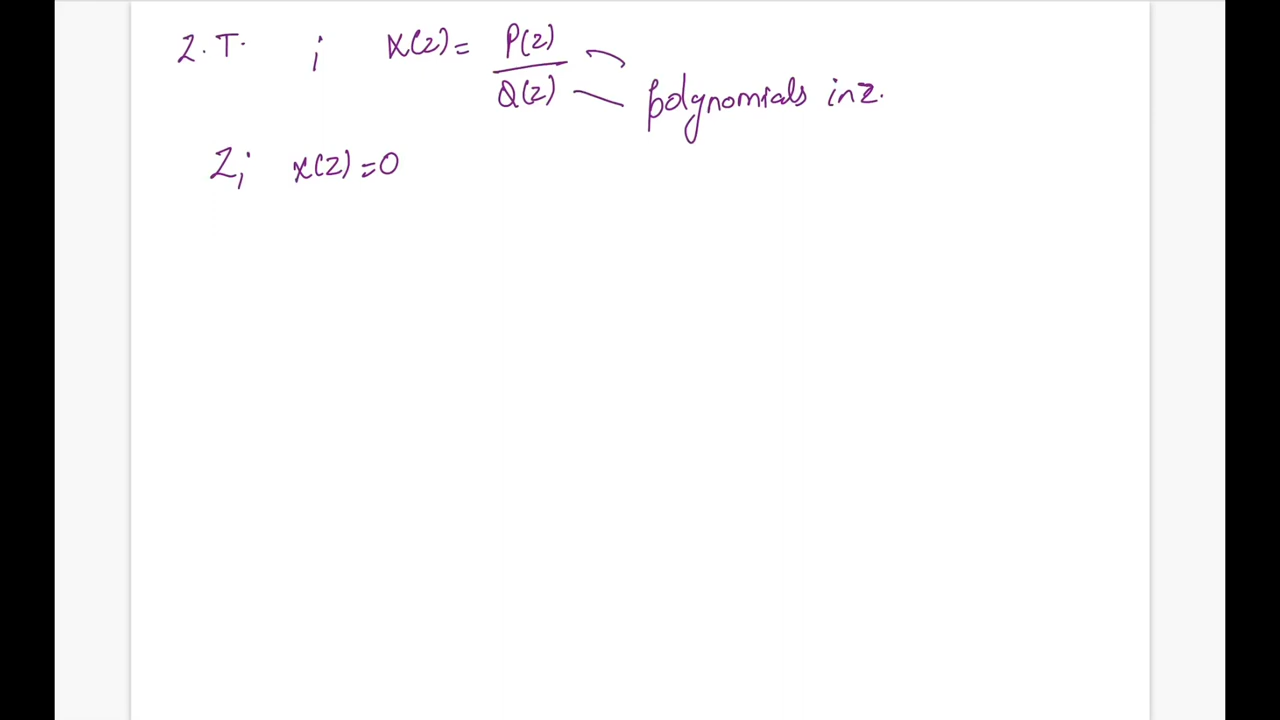 Z.T. ; X(z) = P(z)/Q(z) polynomials in z.
Z; x(z) = 0